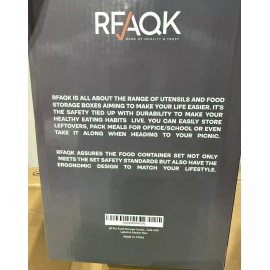 RFAQK
RFAQK IS ALL ABOUT THE RANGE OF UTENSILS AND FOOD
STORAGE BOXES AIMING TO MAKE YOUR LIFE EASIER. IT'S
THE SAFETY TIED UP WITH DURABILITY TO MAKE YOUR
HEALTHY EATING HABITS LIVE. YOU CAN EASILY STORE
LEFTOVERS, PACK MEALS FOR OFFICE/SCHOOL OR EVEN
TAKE IT ALONG WHEN HEADING TO YOUR PICNIC.
RFAQK ASSURES THE FOOD CONTAINER SET NOT ONLY
MEETS THE SET SAFETY STANDARDS BUT ALSO HAVE THE
ERGONOMIC DESIGN TO MATCH YOUR LIFESTYLE.
Made in China